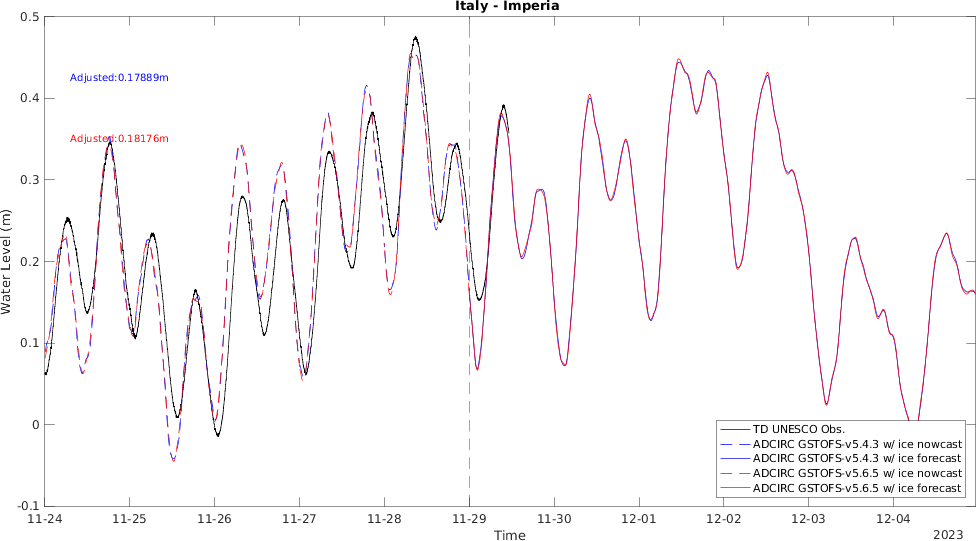 Italy - Imperia
0.5
Adjusted:0.17889m
0.4
Adjusted:0.18176m
0.3
0.2
0.1
0
-0.1
Water Level (m)
TD UNESCO Obs.
ADCIRC GSTOFS-v5.4.3 w/ ice nowcast
ADCIRC GSTOFS-v5.4.3 w/ ice forecast
ADCIRC GSTOFS-v5.6.5 w/ ice nowcast
ADCIRC GSTOFS-v5.6.5 w/ ice forecast
11-24 11-25 11-26 11-27 11-28 11-29 11-30 12-01 12-02 12-03 12-04
Time
2023